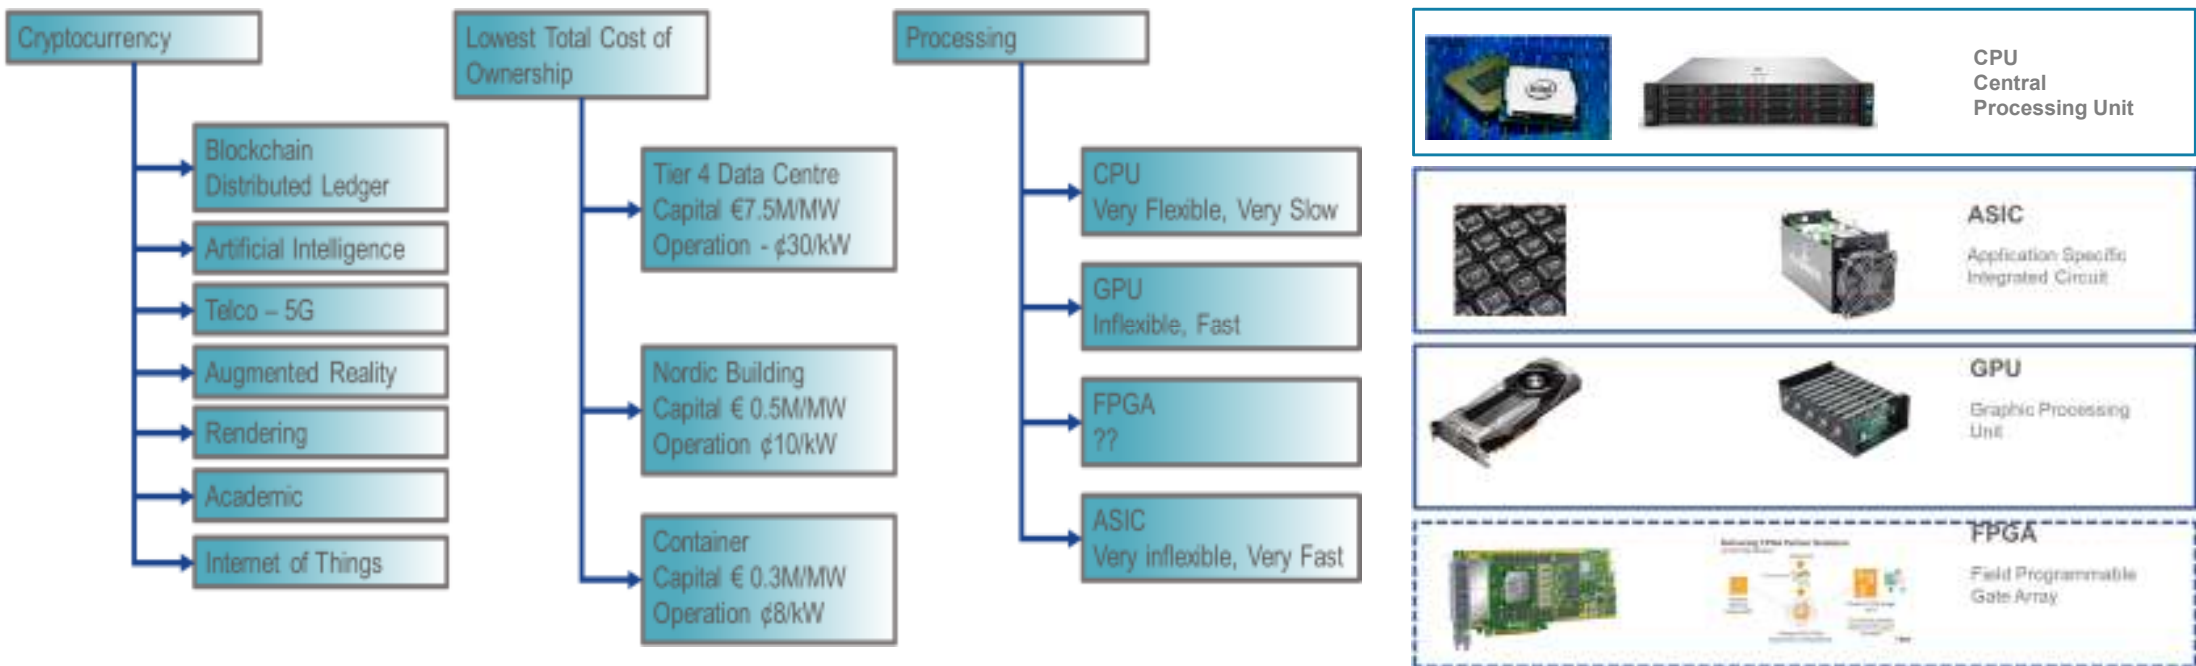 Cryptocurrency
Blockchain
Distributed Ledger
Artificial Intelligence
Telco – 5G
Augmented Reality
Rendering
Academic
Internet of Things
Lowest Total Cost of
Ownership
Tier 4 Data Centre
Capital €7.5M/MW
Operation - ¢30/kW
Nordic Building
Capital € 0.5M/MW
Operation ¢10/kW
Container
Capital € 0.3M/MW
Operation ¢8/kW
Processing
CPU
Very Flexible, Very Slow
GPU
Inflexible, Fast
FPGA
??
ASIC
Very inflexible, Very Fast
intel
CPU
Central
Processing Unit
ASIC
Application Specific
Integrated Circuit
GPU
Graphic Processing
Unit
FPGA
Field Programmable
Gate Array